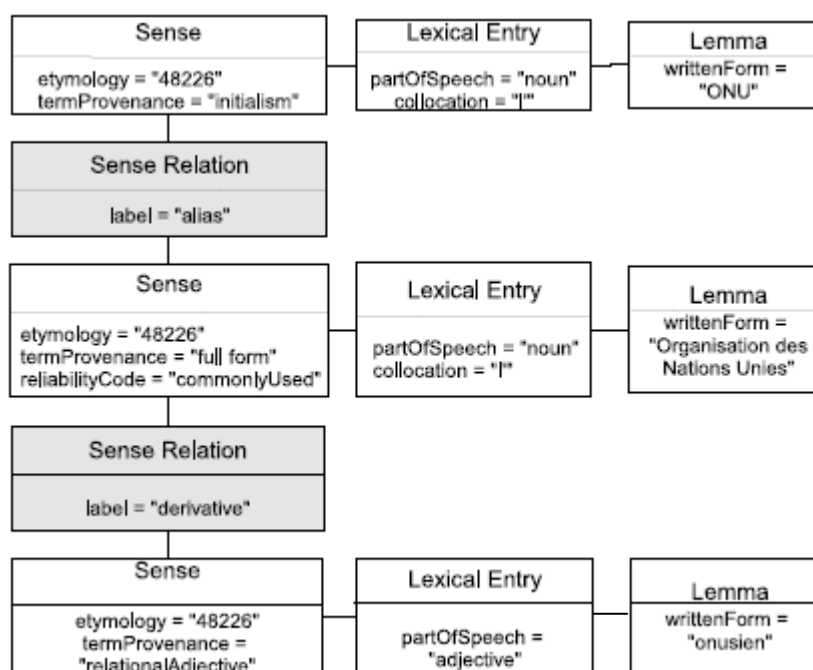 Sense
etymology = "48226"
termProvenance = "initialism"
Lexical Entry
partOfSpeech = "noun"
collocation = "l'"
Lemma
writtenForm =
"ONU"
Sense Relation
label = "alias"
Sense
etymology = "48226"
termProvenance = "full form"
reliabilityCode = "commonlyUsed"
Lexical Entry
partOfSpeech = "noun"
collocation = "l'"
Lemma
writtenForm =
"Organisation des
Nations Unies"
Sense Relation
label = "derivative"
Sense
etymology = "48226"
termProvenance =
"relationalAdjective"
Lexical Entry
partOfSpeech =
"adjective"
Lemma
writtenForm =
"onusien"